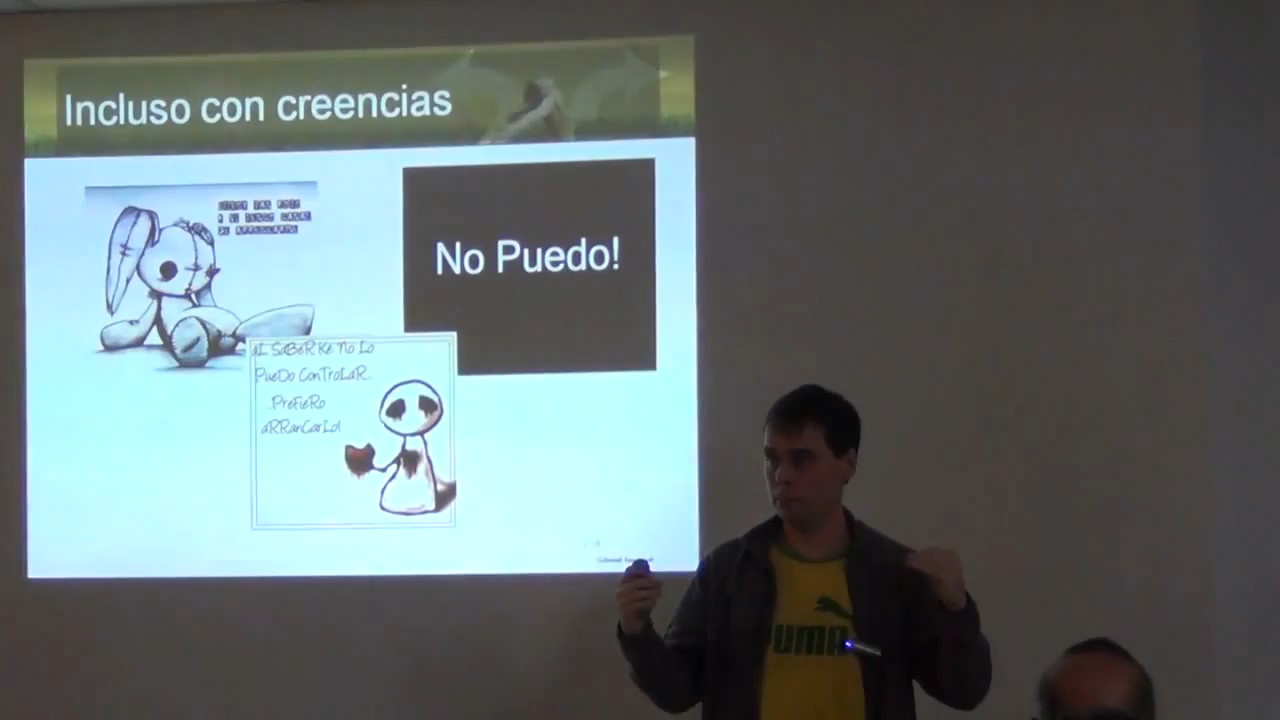 Incluso con creencias
No Puedo!
aL SaBeR Ke No Lo
PueDo ConTRoLaR..
..PReFieRo
aRRanCarLo!
PUMA